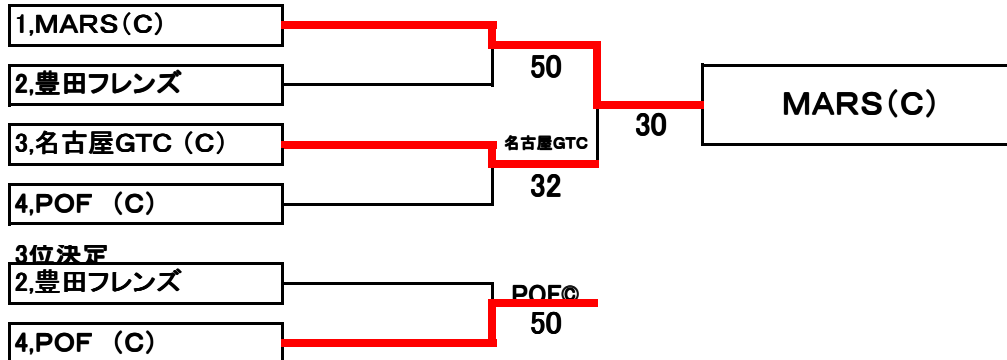 1,MARS(C)
50
2,豊田フレンズ
MARS(C)
30
3,名古屋GTC (C)
名古屋GTC
32
4,POF (C)
3位決定
2,豊田フレンズ
POF©
50
4,POF (C)